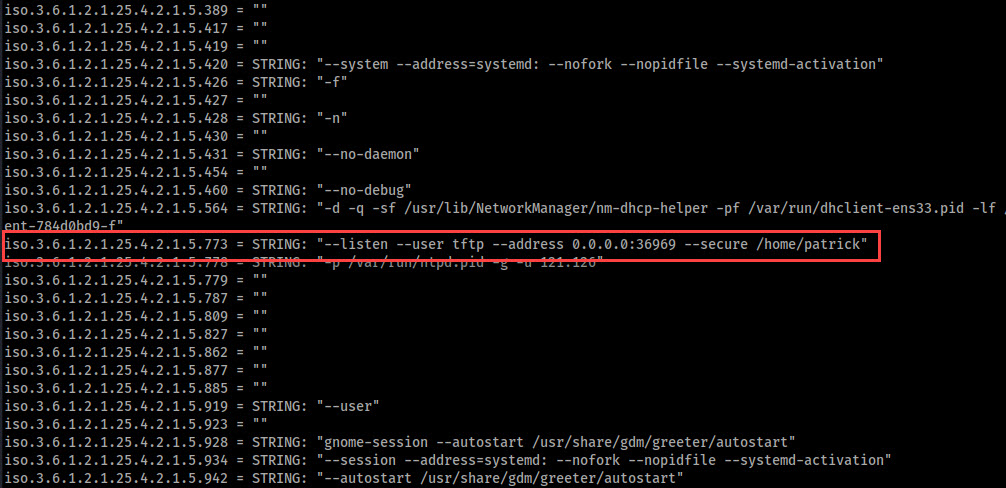 iso.3.6.1.2.1.25.4.2.1.5.389 = ""
iso.3.6.1.2.1.25.4.2.1.5.417 = ""
iso.3.6.1.2.1.25.4.2.1.5.419 = ""
iso.3.6.1.2.1.25.4.2.1.5.420 = STRING: "--system --address=systemd: --nofork --nopidfile --systemd-activation"
iso.3.6.1.2.1.25.4.2.1.5.426 = STRING: "-f"
iso.3.6.1.2.1.25.4.2.1.5.427 = ""
iso.3.6.1.2.1.25.4.2.1.5.428 = STRING: "-n"
iso.3.6.1.2.1.25.4.2.1.5.430 = ""
iso.3.6.1.2.1.25.4.2.1.5.431 = STRING: "--no-daemon"
iso.3.6.1.2.1.25.4.2.1.5.454 = ""
iso.3.6.1.2.1.25.4.2.1.5.460 = STRING: "--no-debug"
iso.3.6.1.2.1.25.4.2.1.5.564 = STRING: "-d -q -sf /usr/lib/NetworkManager/nm-dhcp-helper -pf /var/run/dhclient-ens33.pid -lf /
ent-784d0bd9-f"
iso.3.6.1.2.1.25.4.2.1.5.773 = STRING: "--listen --user tftp --address 0.0.0.0:36969 --secure /home/patrick"
iso.3.6.1.2.1.25.4.2.1.5.778 = STRING: "-p /var/run/ntpd.pid -g -u 121:126"
iso.3.6.1.2.1.25.4.2.1.5.779 = ""
iso.3.6.1.2.1.25.4.2.1.5.787 = ""
iso.3.6.1.2.1.25.4.2.1.5.809 = ""
iso.3.6.1.2.1.25.4.2.1.5.827 = ""
iso.3.6.1.2.1.25.4.2.1.5.862 = ""
iso.3.6.1.2.1.25.4.2.1.5.877 = ""
iso.3.6.1.2.1.25.4.2.1.5.885 = ""
iso.3.6.1.2.1.25.4.2.1.5.919 = STRING: "--user"
iso.3.6.1.2.1.25.4.2.1.5.923 = ""
iso.3.6.1.2.1.25.4.2.1.5.928 = STRING: "gnome-session --autostart /usr/share/gdm/greeter/autostart"
iso.3.6.1.2.1.25.4.2.1.5.934 = STRING: "--session --address=systemd: --nofork --nopidfile --systemd-activation"
iso.3.6.1.2.1.25.4.2.1.5.942 = STRING: "--autostart /usr/share/gdm/greeter/autostart"